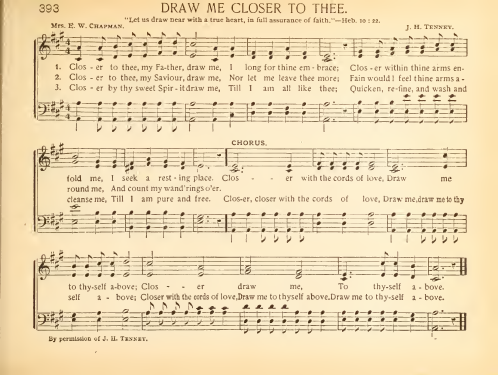 393
DRAW ME CLOSER TO THEE.
"Let us draw near with a true heart, in full assurance of faith."—Heb. 10 : 22.
Mrs. E. W. CHAPMAN. J. H. TENNEY.
1. Clos - er to thee, my Fa-ther, draw me, I long for thine em - brace; Clos - er within thine arms en-
2. Clos - er to thee, my Saviour, draw me, Nor let me leave thee more; Fain would I feel thine arms a-
3. Clos - er by thy sweet Spir - it draw me, Till I am all like thee; Quicken, re-fine, and wash and
CHORUS.
fold me, I seek a rest - ing place. Clos - - er with the cords of love, Draw me
round me, And count my wand'rings o'er.
cleanse me, Till I am pure and free. Clos-er, closer with the cords of love, Draw me,draw me to thy
to thy-self a-bove; Clos - - er draw me, To thy-self a - bove.
self a - bove; Closer with the cords of love,Draw me to thyself above,Draw me to thy-self a - bove.
By permission of J. H. TENNEY.